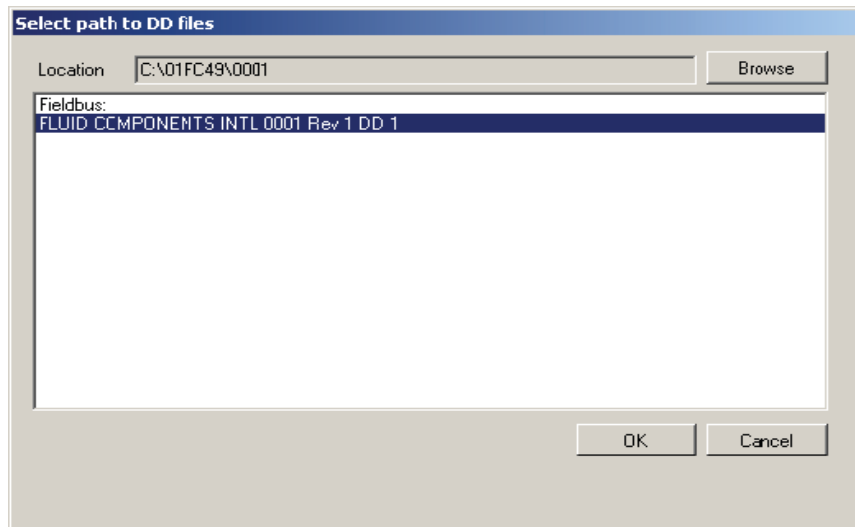 Select path to DD files
Location C:\01FC49\0001 Browse
Fieldbus:
FLUID COMPONENTS INTL 0001 Rev 1 DD 1
OK Cancel